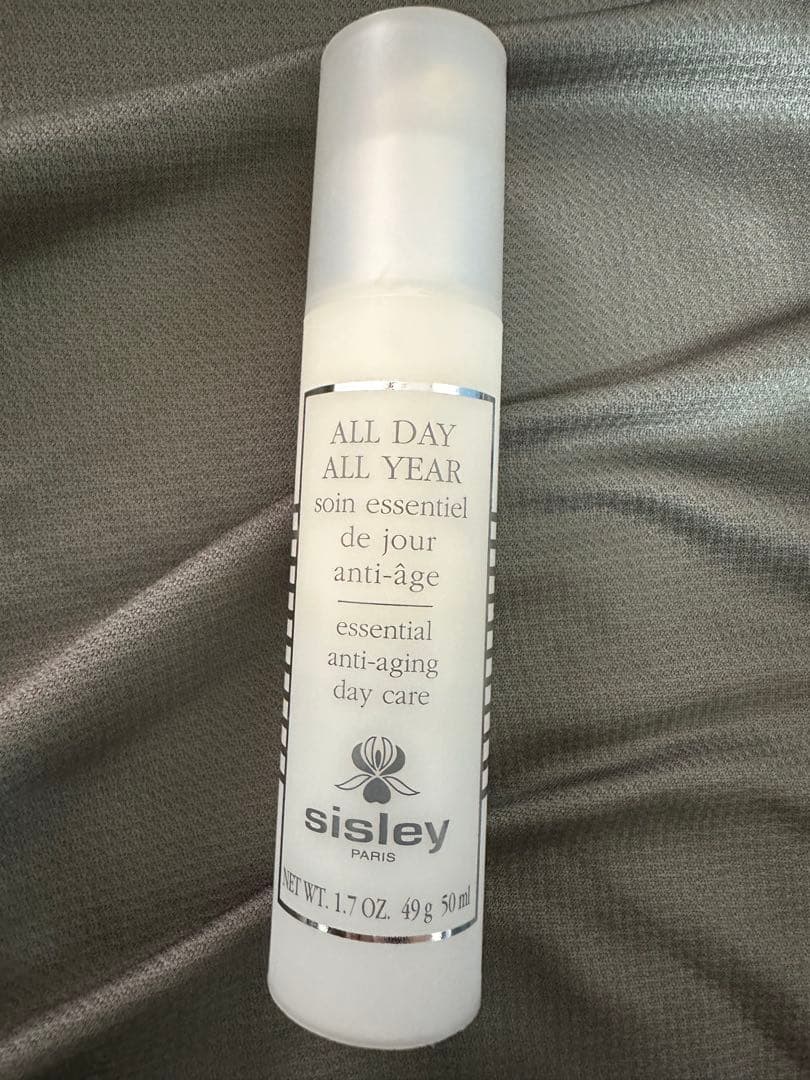 ALL DAY
ALL YEAR
soin essentiel
de jour
anti-âge
essential
anti-aging
day care
sisley
PARIS
NET WT. 1.7 OZ. 49 g 50 ml